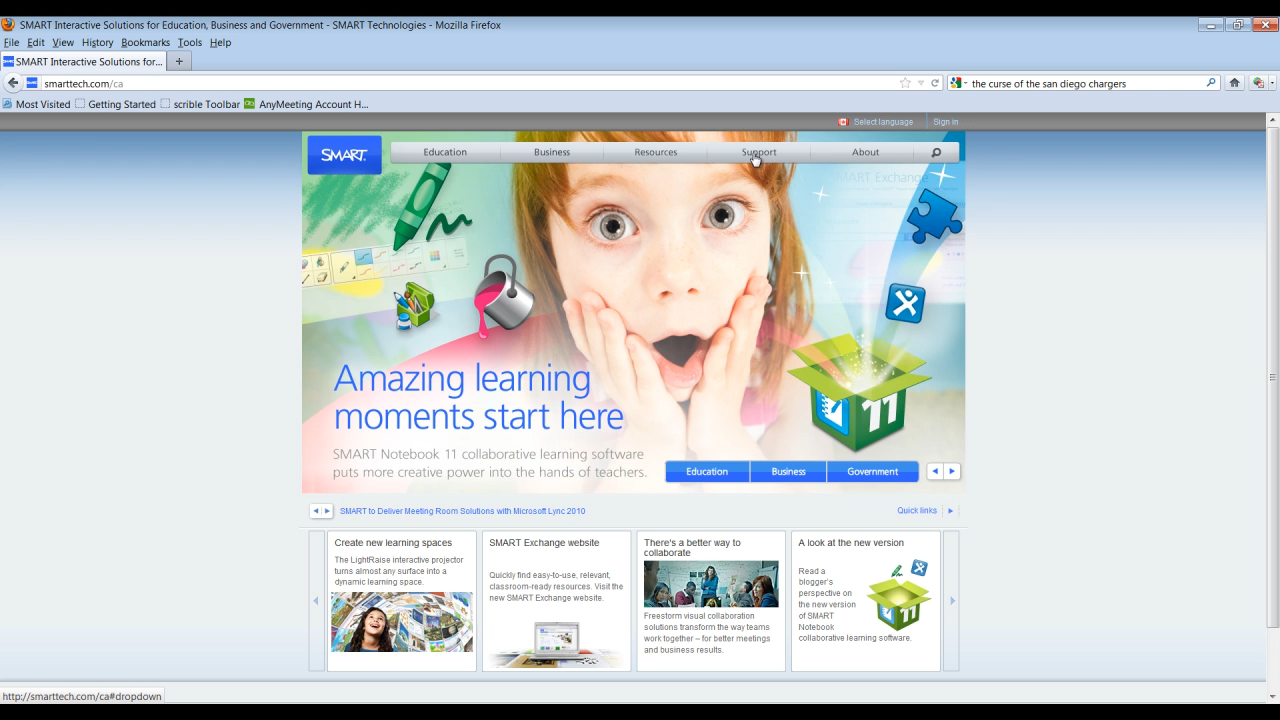 SMART Interactive Solutions for Education, Business and Government - SMART Technologies - Mozilla Firefox
File Edit View History Bookmarks Tools Help
SMART Interactive Solutions for...
smarttech.com/ca
the curse of the san diego chargers
Most Visited Getting Started scrible Toolbar AnyMeeting Account H...
Select language Sign in
SMART
Education Business Resources Support About
SMART Exchange
11
Amazing learning
moments start here
SMART Notebook 11 collaborative learning software
puts more creative power into the hands of teachers.
Education Business Government
SMART to Deliver Meeting Room Solutions with Microsoft Lync 2010
Quick links
Create new learning spaces
The LightRaise interactive projector
turns almost any surface into a
dynamic learning space.
SMART Exchange website
Quickly find easy-to-use, relevant,
classroom-ready resources. Visit the
new SMART Exchange website.
There's a better way to
collaborate
Freestorm visual collaboration
solutions transform the way teams
work together – for better meetings
and business results.
A look at the new version
Read a
blogger's
perspective on
the new version
of SMART
Notebook
collaborative learning software.
http://smarttech.com/ca#dropdown